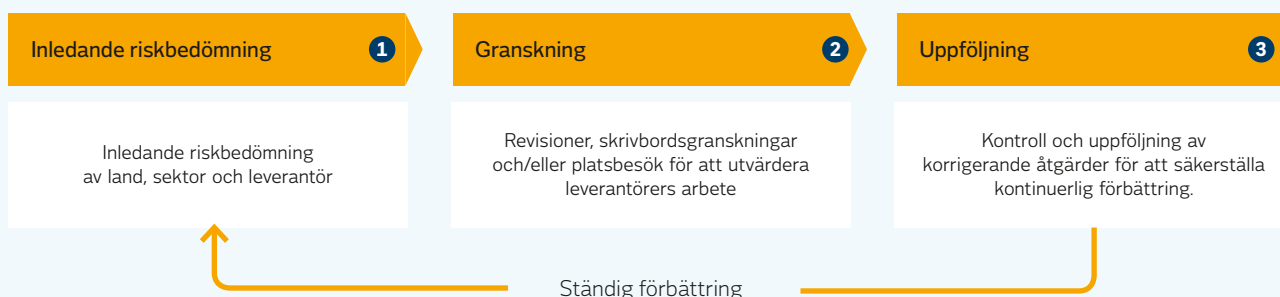 Inledande riskbedömning 1
Granskning 2
Uppföljning 3
Inledande riskbedömning
av land, sektor och leverantör
Revisioner, skrivbordsgranskningar
och/eller platsbesök för att utvärdera
leverantörers arbete
Kontroll och uppföljning av
korrigerande åtgärder för att säkerställa
kontinuerlig förbättring.
Ständig förbättring